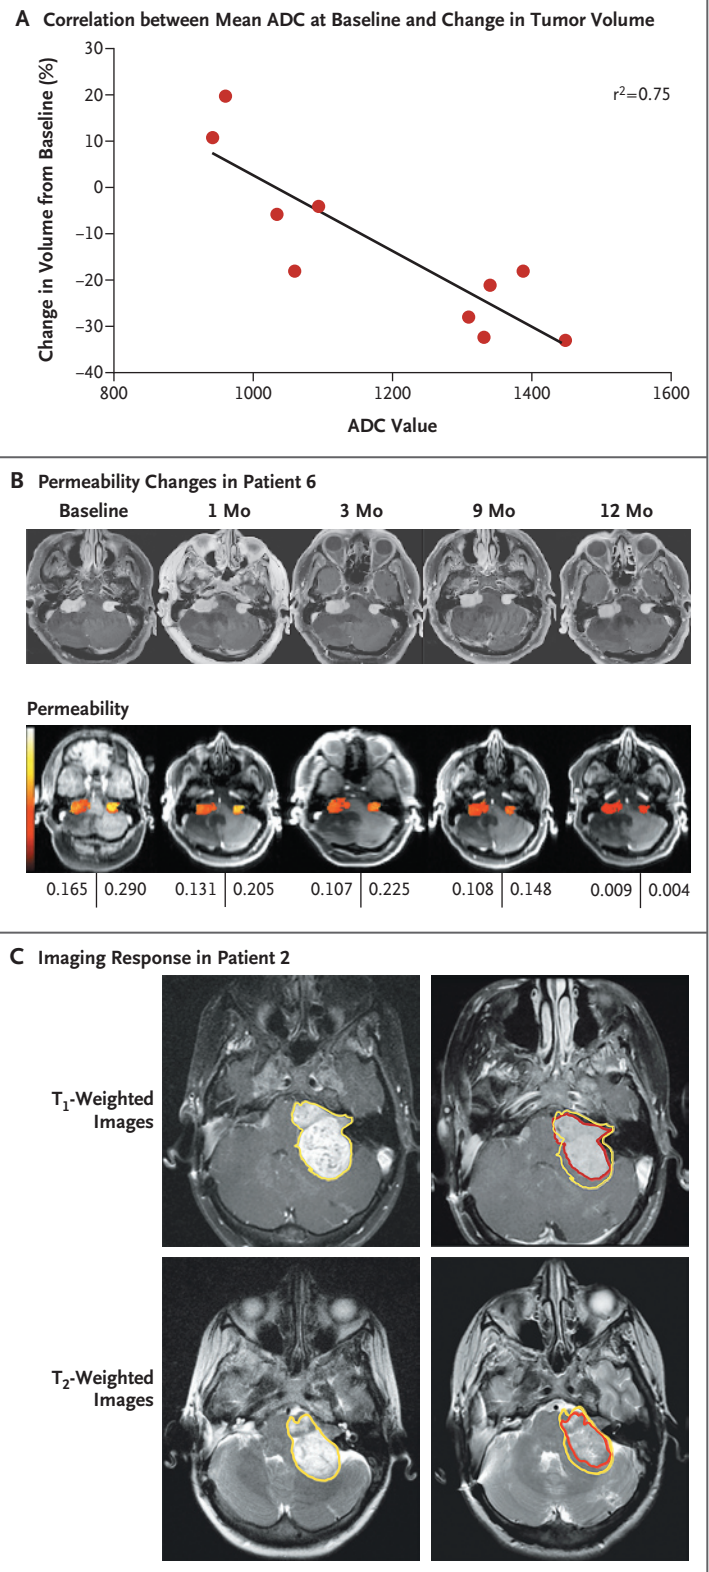 A Correlation between Mean ADC at Baseline and Change in Tumor Volume
Change in Volume from Baseline (%)
30
20
10
0
−10
−20
−30
−40
r²=0.75
800 1000 1200 1400 1600
ADC Value
B Permeability Changes in Patient 6
Baseline 1 Mo 3 Mo 9 Mo 12 Mo
Permeability
0.165 0.290 0.131 0.205 0.107 0.225 0.108 0.148 0.009 0.004
C Imaging Response in Patient 2
T₁-Weighted
Images
T₂-Weighted
Images